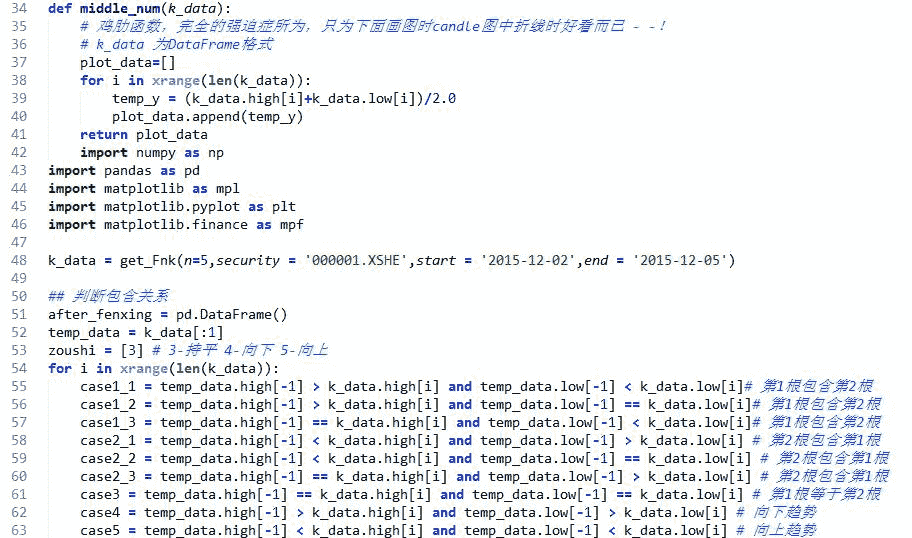 34 def middle_num(k_data):
35     # 鸡肋函数，完全的强迫症所为，只为下面画图时candle图中折线时好看而已 - -！
36     # k_data 为DataFrame格式
37     plot_data=[]
38     for i in xrange(len(k_data)):
39         temp_y = (k_data.high[i]+k_data.low[i])/2.0
40         plot_data.append(temp_y)
41     return plot_data
42     import numpy as np
43 import pandas as pd
44 import matplotlib as mpl
45 import matplotlib.pyplot as plt
46 import matplotlib.finance as mpf
47
48 k_data = get_Fnk(n=5,security = '000001.XSHE',start = '2015-12-02',end = '2015-12-05')
49
50 ## 判断包含关系
51 after_fenxing = pd.DataFrame()
52 temp_data = k_data[:1]
53 zoushi = [3] # 3-持平 4-向下 5-向上
54 for i in xrange(len(k_data)):
55     case1_1 = temp_data.high[-1] > k_data.high[i] and temp_data.low[-1] < k_data.low[i]# 第1根包含第2根
56     case1_2 = temp_data.high[-1] > k_data.high[i] and temp_data.low[-1] == k_data.low[i]# 第1根包含第2根
57     case1_3 = temp_data.high[-1] == k_data.high[i] and temp_data.low[-1] < k_data.low[i]# 第1根包含第2根
58     case2_1 = temp_data.high[-1] < k_data.high[i] and temp_data.low[-1] > k_data.low[i] # 第2根包含第1根
59     case2_2 = temp_data.high[-1] < k_data.high[i] and temp_data.low[-1] == k_data.low[i] # 第2根包含第1根
60     case2_3 = temp_data.high[-1] == k_data.high[i] and temp_data.low[-1] > k_data.low[i] # 第2根包含第1根
61     case3 = temp_data.high[-1] == k_data.high[i] and temp_data.low[-1] == k_data.low[i] # 第1根等于第2根
62     case4 = temp_data.high[-1] > k_data.high[i] and temp_data.low[-1] > k_data.low[i] # 向下趋势
63     case5 = temp_data.high[-1] < k_data.high[i] and temp_data.low[-1] < k_data.low[i] # 向上趋势